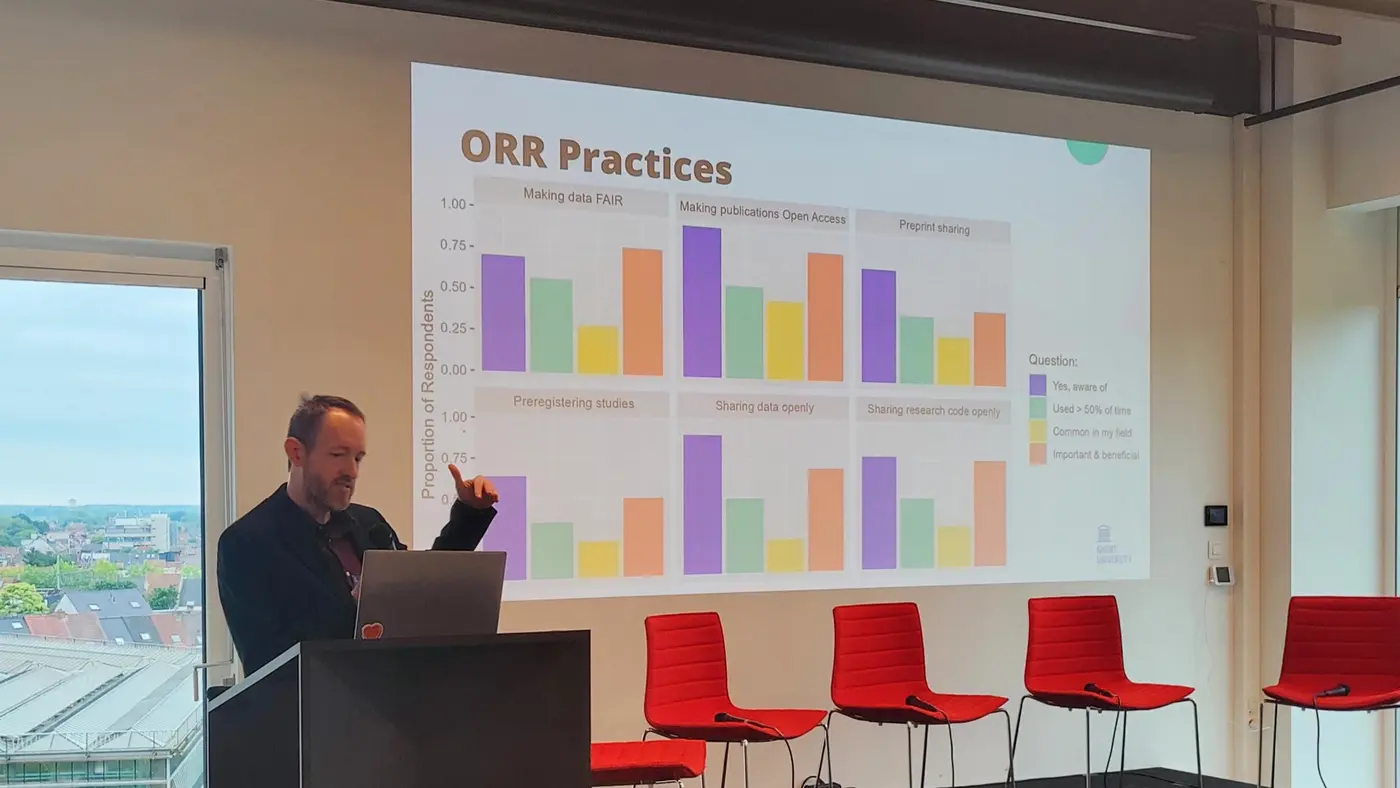 ORR Practices
Making data FAIR
Making publications Open Access
Preprint sharing
1.00
0.75
0.50
0.25
0.00
Proportion of Respondents
Preregistering studies
Sharing data openly
Sharing research code openly
1.00
0.75
Question:
Yes, aware of
Used > 50% of time
Common in my field
Important & beneficial
GHENT
UNIVERSITY